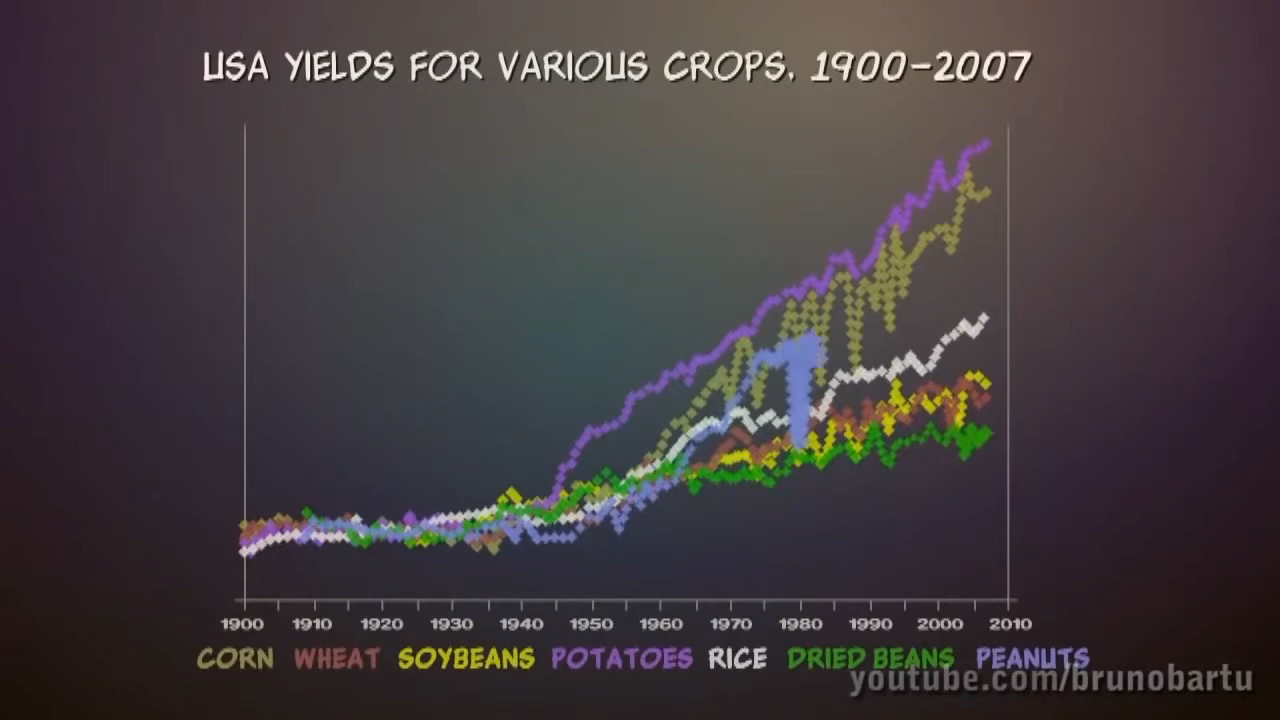 USA YIELDS FOR VARIOUS CROPS. 1900-2007
1900 1910 1920 1930 1940 1950 1960 1970 1980 1990 2000 2010
CORN WHEAT SOYBEANS POTATOES RICE DRIED BEANS PEANUTS
youtube.com/brunobartu